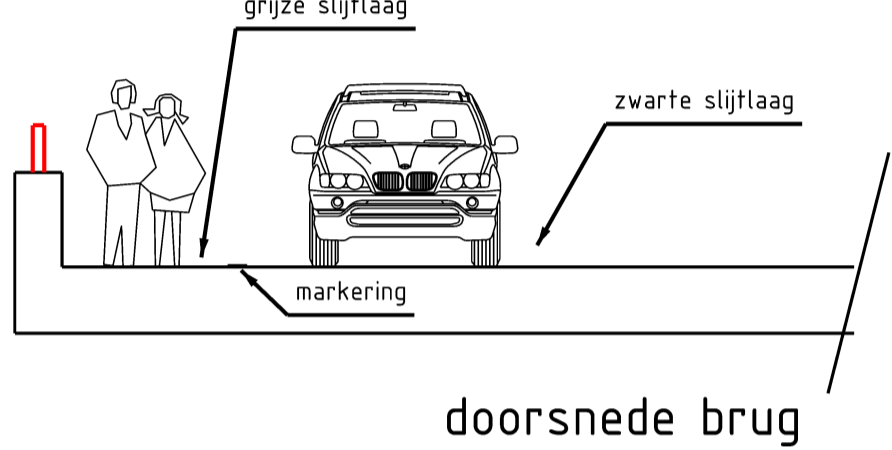 grijze slijtlaag
zwarte slijtlaag
markering
doorsnede brug